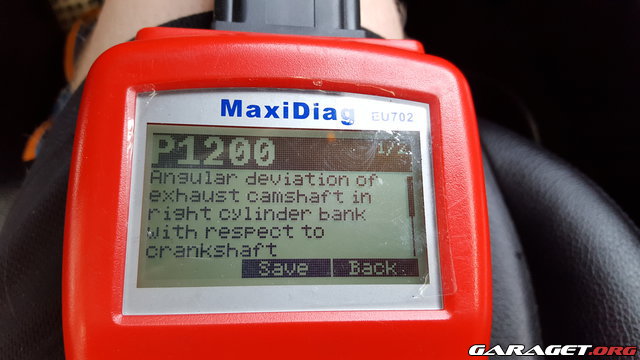 MaxiDiag EU702
P1200 1/2
Angular deviation of
exhaust camshaft in
right cylinder bank
with respect to
crankshaft
Save Back
GARAGET.ORG